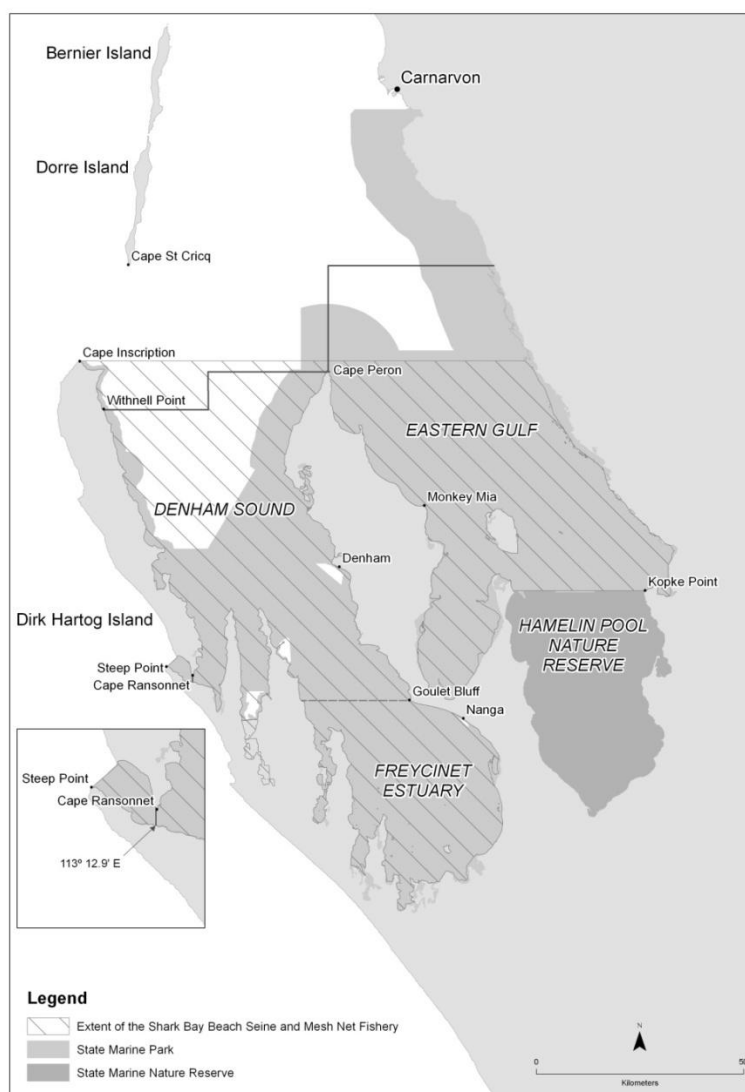 Bernier Island
Carnarvon
Dorre Island
Cape St Cricq
Cape Inscription
Cape Peron
Withnell Point
EASTERN GULF
Monkey Mia
DENHAM SOUND
Denham
Kopke Point
Dirk Hartog Island
HAMELIN POOL
NATURE
RESERVE
Steep Point
Cape Ransonnet
Goulet Bluff
Nanga
FREYCINET
ESTUARY
Steep Point
Cape Ransonnet
113º 12.9' E
Legend
Extent of the Shark Bay Beach Seine and Mesh Net Fishery
State Marine Park
State Marine Nature Reserve
N
0 50
Kilometers